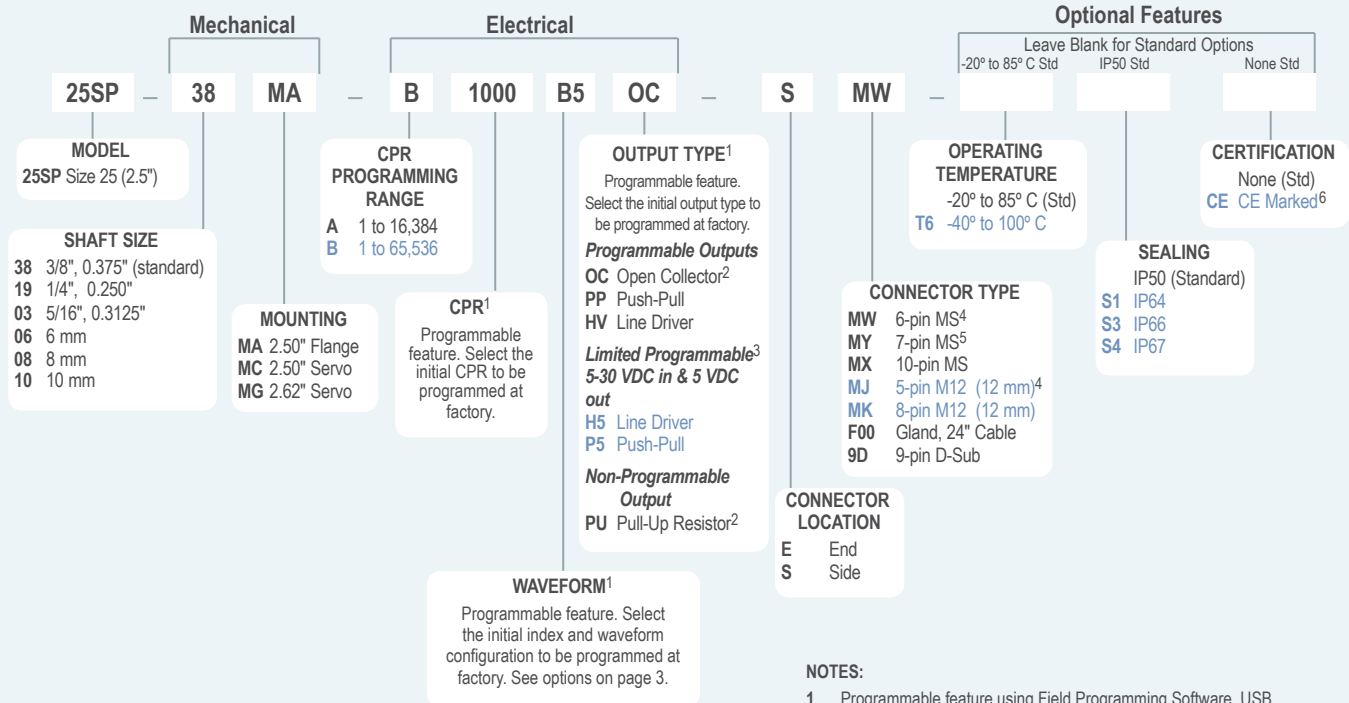 Mechanical
Electrical
Optional Features
Leave Blank for Standard Options
-20º to 85º C Std IP50 Std None Std
25SP – 38 MA – B 1000 B5 OC – S MW –
MODEL
25SP Size 25 (2.5")
SHAFT SIZE
38 3/8", 0.375" (standard)
19 1/4", 0.250"
03 5/16", 0.3125"
06 6 mm
08 8 mm
10 10 mm
MOUNTING
MA 2.50" Flange
MC 2.50" Servo
MG 2.62" Servo
CPR
PROGRAMMING
RANGE
A 1 to 16,384
B 1 to 65,536
CPR1
Programmable
feature. Select the
initial CPR to be
programmed at
factory.
WAVEFORM1
Programmable feature. Select
the initial index and waveform
configuration to be programmed at
factory. See options on page 3.
OUTPUT TYPE1
Programmable feature.
Select the initial output type to
be programmed at factory.
Programmable Outputs
OC Open Collector2
PP Push-Pull
HV Line Driver
Limited Programmable3
5-30 VDC in & 5 VDC
out
H5 Line Driver
P5 Push-Pull
Non-Programmable
Output
PU Pull-Up Resistor2
CONNECTOR
LOCATION
E End
S Side
CONNECTOR TYPE
MW 6-pin MS4
MY 7-pin MS5
MX 10-pin MS
MJ 5-pin M12 (12 mm)4
MK 8-pin M12 (12 mm)
F00 Gland, 24" Cable
9D 9-pin D-Sub
OPERATING
TEMPERATURE
-20º to 85º C (Std)
T6 -40º to 100º C
SEALING
IP50 (Standard)
S1 IP64
S3 IP66
S4 IP67
CERTIFICATION
None (Std)
CE CE Marked6
NOTES:
1 Programmable feature using Field Programming Software, USB